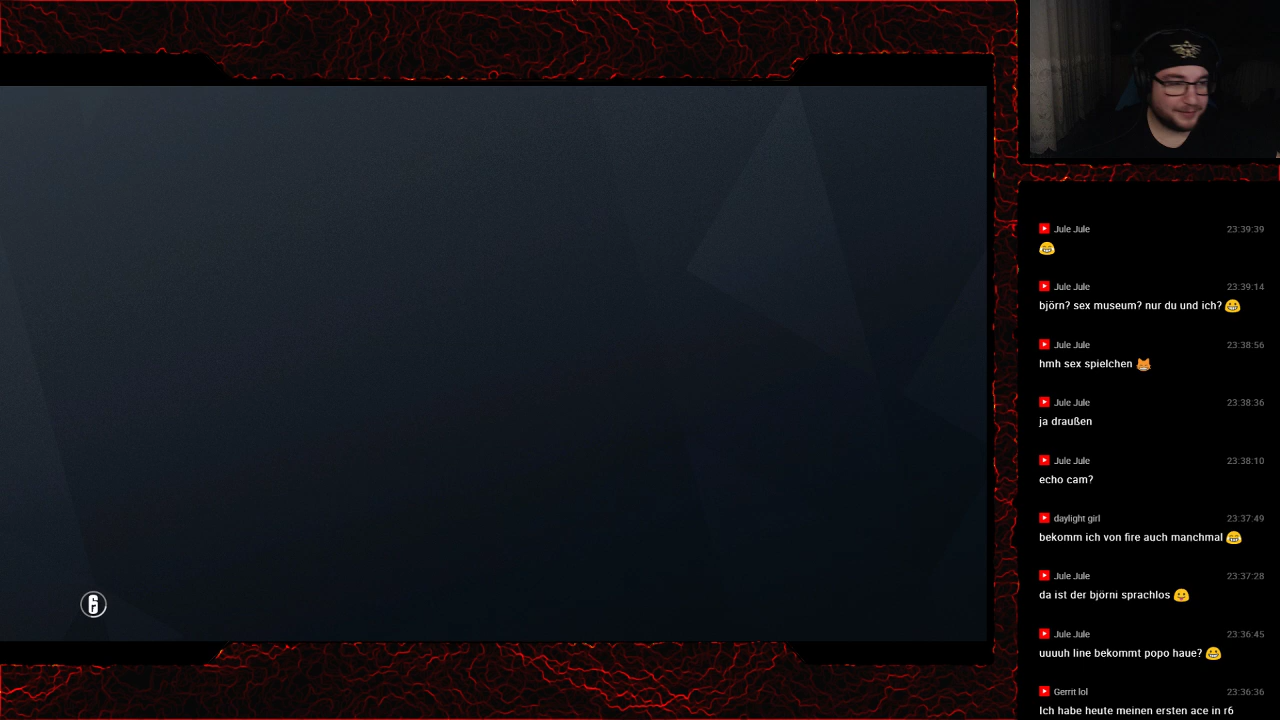 Jule Jule 23:39:39
😂
Jule Jule 23:39:14
björn? sex museum? nur du und ich? 😂
Jule Jule 23:38:56
hmh sex spielchen 😼
Jule Jule 23:38:36
ja draußen
Jule Jule 23:38:10
echo cam?
daylight girl 23:37:49
bekomm ich von fire auch manchmal 😂
Jule Jule 23:37:28
da ist der björni sprachlos 😛
Jule Jule 23:36:45
uuuuh line bekommt popo haue? 😀
Gerrit lol 23:36:36
Ich habe heute meinen ersten ace in r6
6